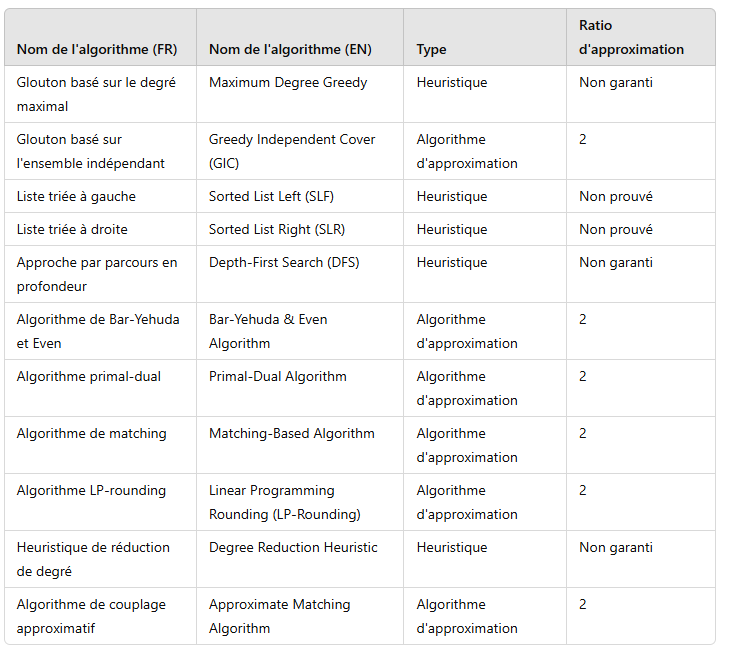 Nom de l'algorithme (FR) Nom de l'algorithme (EN) Type Ratio d'approximation
Glouton basé sur le degré maximal Maximum Degree Greedy Heuristique Non garanti
Glouton basé sur l'ensemble indépendant Greedy Independent Cover (GIC) Algorithme d'approximation 2
Liste triée à gauche Sorted List Left (SLF) Heuristique Non prouvé
Liste triée à droite Sorted List Right (SLR) Heuristique Non prouvé
Approche par parcours en profondeur Depth-First Search (DFS) Heuristique Non garanti
Algorithme de Bar-Yehuda et Even Bar-Yehuda & Even Algorithm Algorithme d'approximation 2
Algorithme primal-dual Primal-Dual Algorithm Algorithme d'approximation 2
Algorithme de matching Matching-Based Algorithm Algorithme d'approximation 2
Algorithme LP-rounding Linear Programming Rounding (LP-Rounding) Algorithme d'approximation 2
Heuristique de réduction de degré Degree Reduction Heuristic Heuristique Non garanti
Algorithme de couplage approximatif Approximate Matching Algorithm Algorithme d'approximation 2